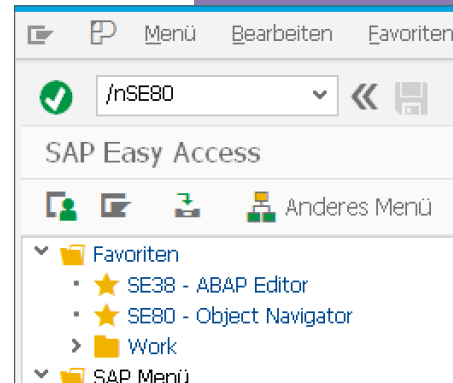 Menü Bearbeiten Favoriten
/nSE80
SAP Easy Access
Anderes Menü
Favoriten
SE38 - ABAP Editor
SE80 - Object Navigator
Work
SAP Menü